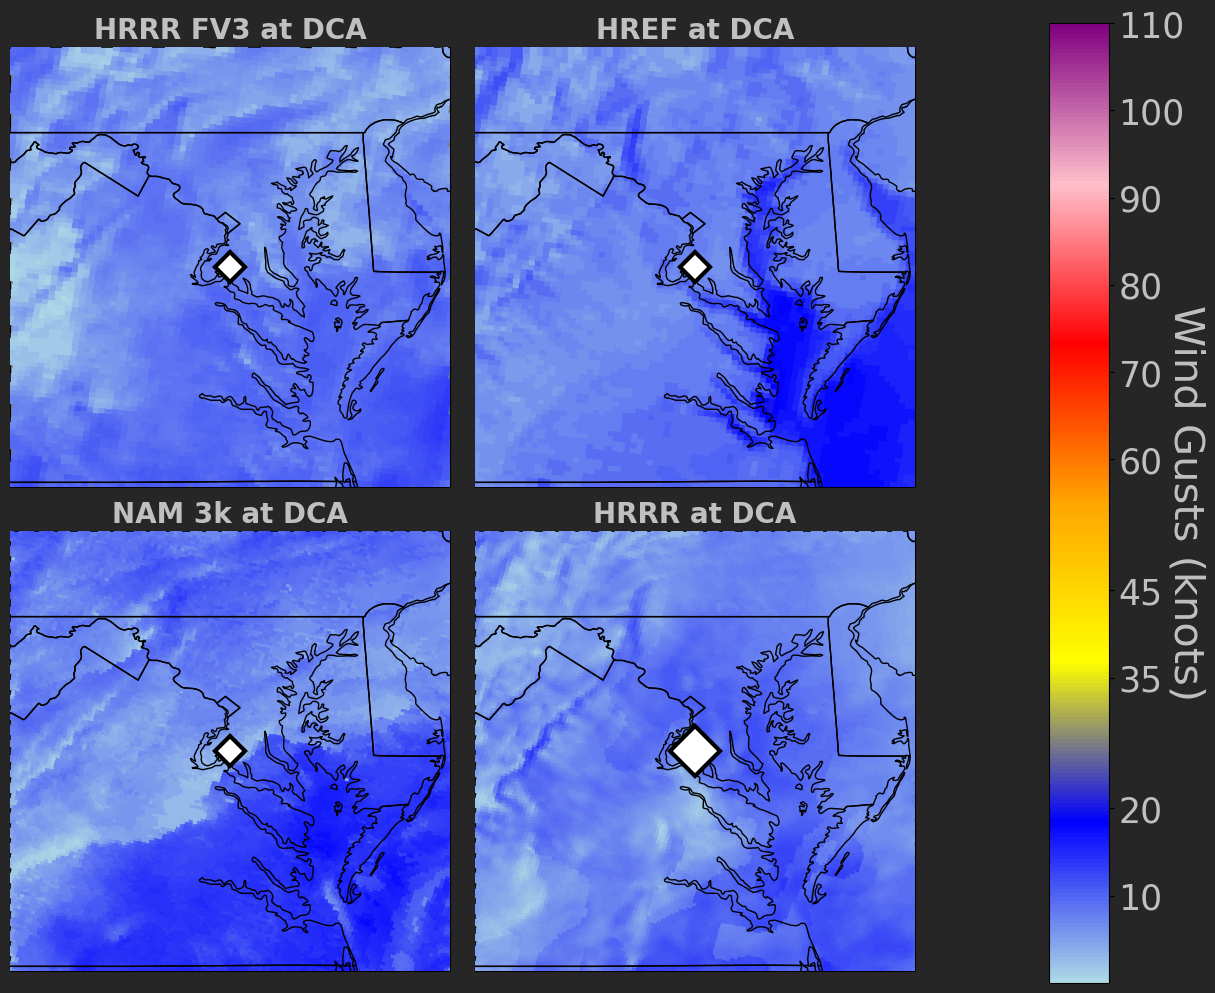 HRRR FV3 at DCA
HREF at DCA
NAM 3k at DCA
HRRR at DCA
110
100
90
80
70
60
45
35
20
10
Wind Gusts (knots)